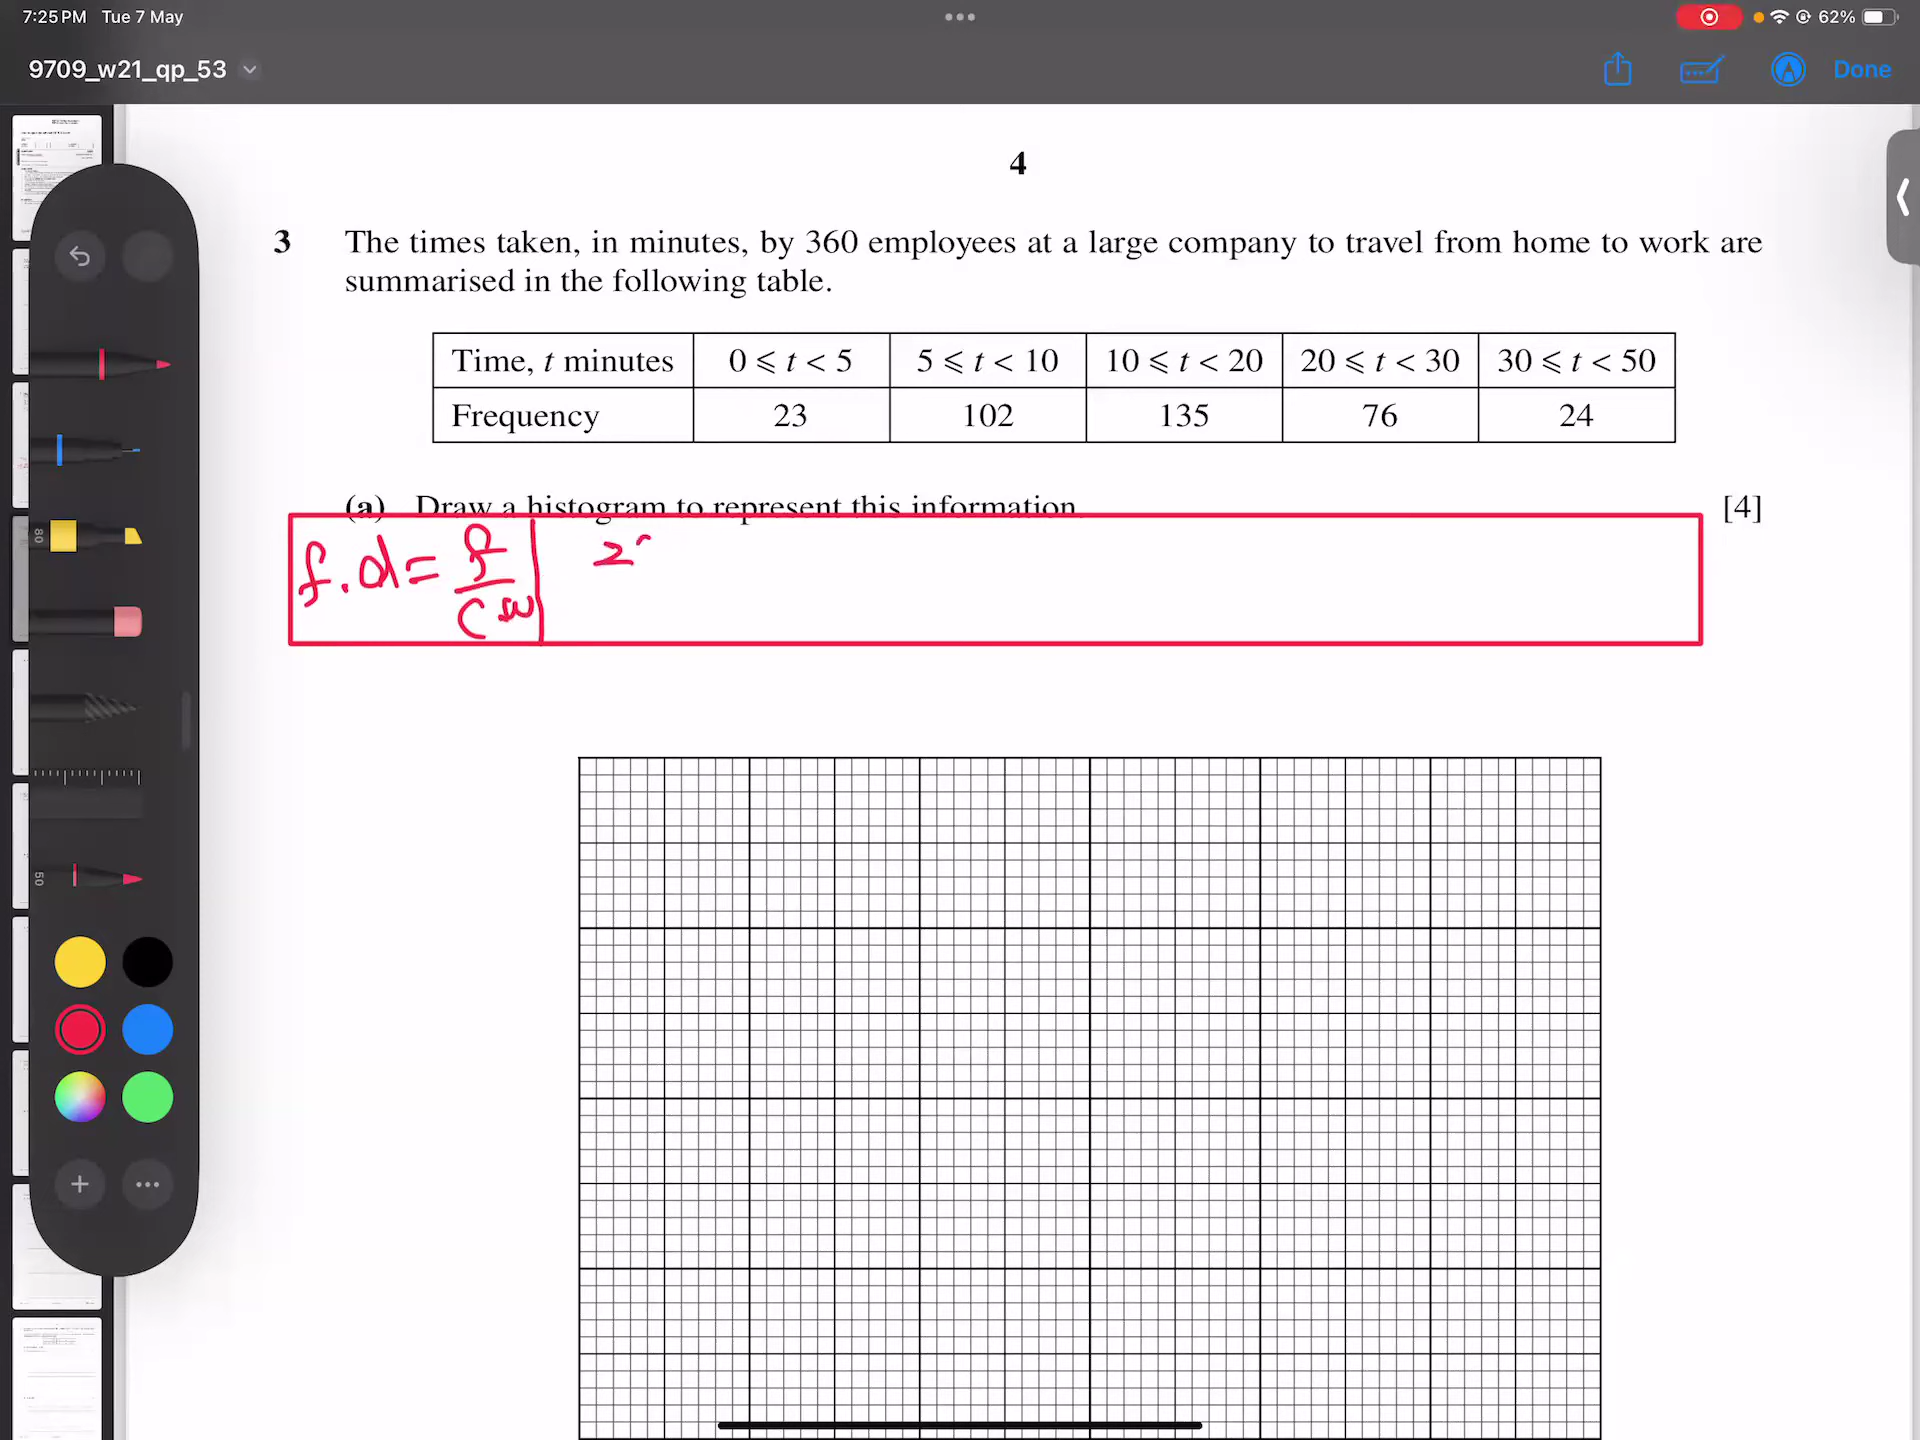 7:25 PM Tue 7 May
62%
9709_w21_qp_53
Done
4
3 The times taken, in minutes, by 360 employees at a large company to travel from home to work are
summarised in the following table.
Time, t minutes 0 ⩽ t < 5 5 ⩽ t < 10 10 ⩽ t < 20 20 ⩽ t < 30 30 ⩽ t < 50
Frequency 23 102 135 76 24
(a) Draw a histogram to represent this information. [4]
f.d = f/cw 2
80
50